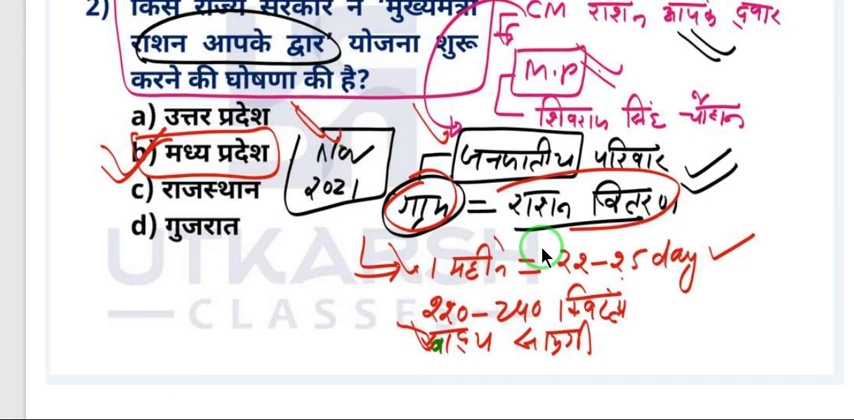 2) किस राज्य सरकार ने 'मुख्यमंत्री
राशन आपके द्वार' योजना शुरू
करने की घोषणा की है?
a) उत्तर प्रदेश
b) मध्य प्रदेश
c) राजस्थान
d) गुजरात
CM राशन आपके द्वार
M.P
शिवराज सिंह चौहान
Nov
2021
जनजातीय परिवार
ग्राम = राशन वितरण
1 महीने = 22-25 day
220-240 क्विंटल
खाद्य सामग्री
UTKARSH
CLASSES